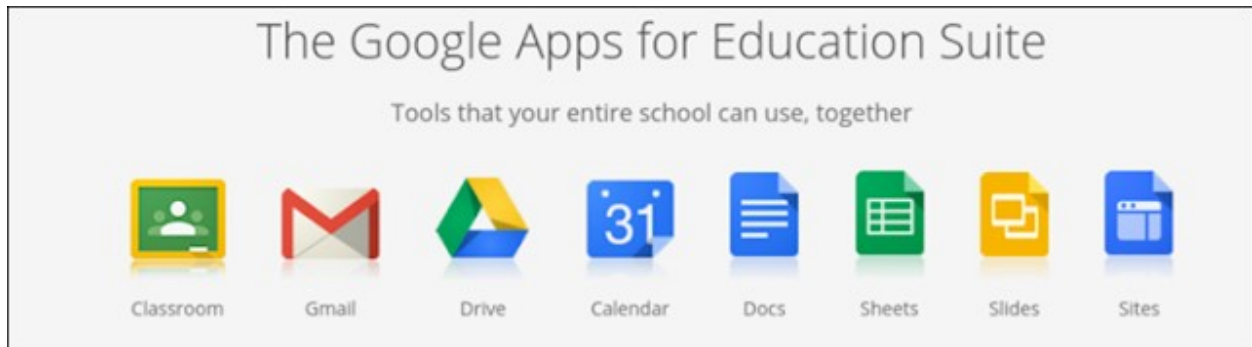 The Google Apps for Education Suite
Tools that your entire school can use, together
31
Classroom Gmail Drive Calendar Docs Sheets Slides Sites